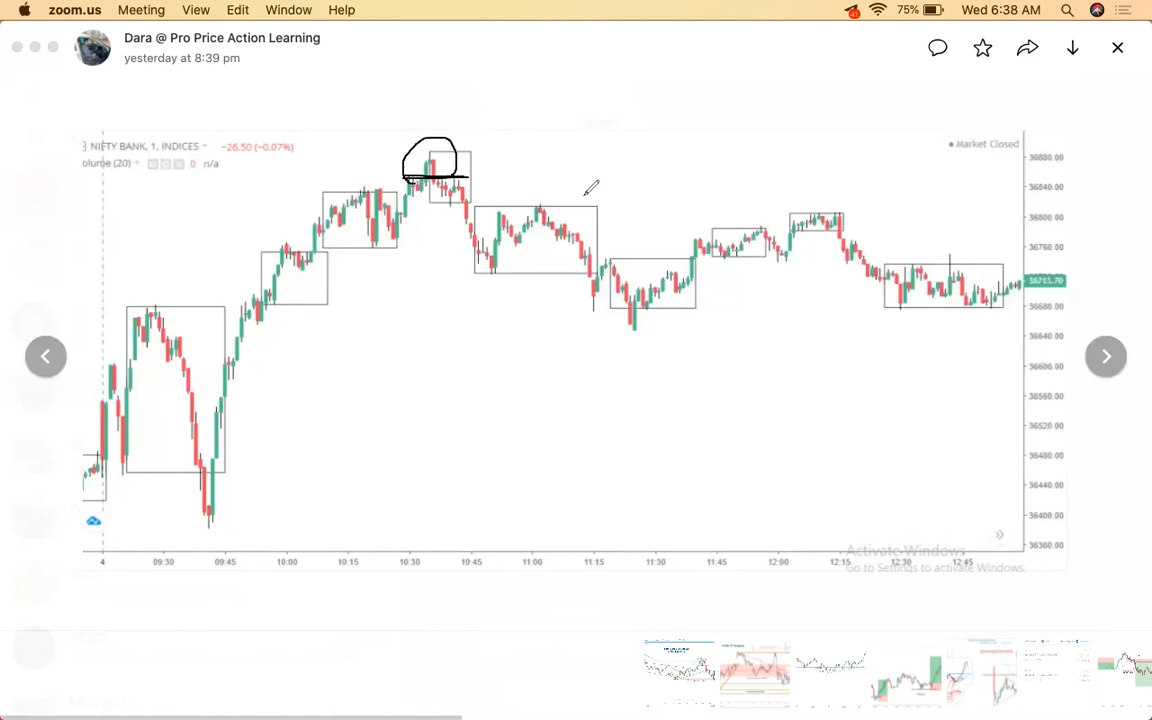 zoom.us Meeting View Edit Window Help 41 75% Wed 6:38 AM
Dara @ Pro Price Action Learning
yesterday at 8:39 pm
NIFTY BANK, 1, INDICES −26.50 (−0.07%)
olume (20) 0 n/a
Market Closed
36880.00
36840.00
36800.00
36760.00
36713.70
36680.00
36640.00
36600.00
36560.00
36520.00
36480.00
36440.00
36400.00
36360.00
Activate Windows
Go to Settings to activate Windows.
4 09:30 09:45 10:00 10:15 10:30 10:45 11:00 11:15 11:30 11:45 12:00 12:15 12:30 12:45